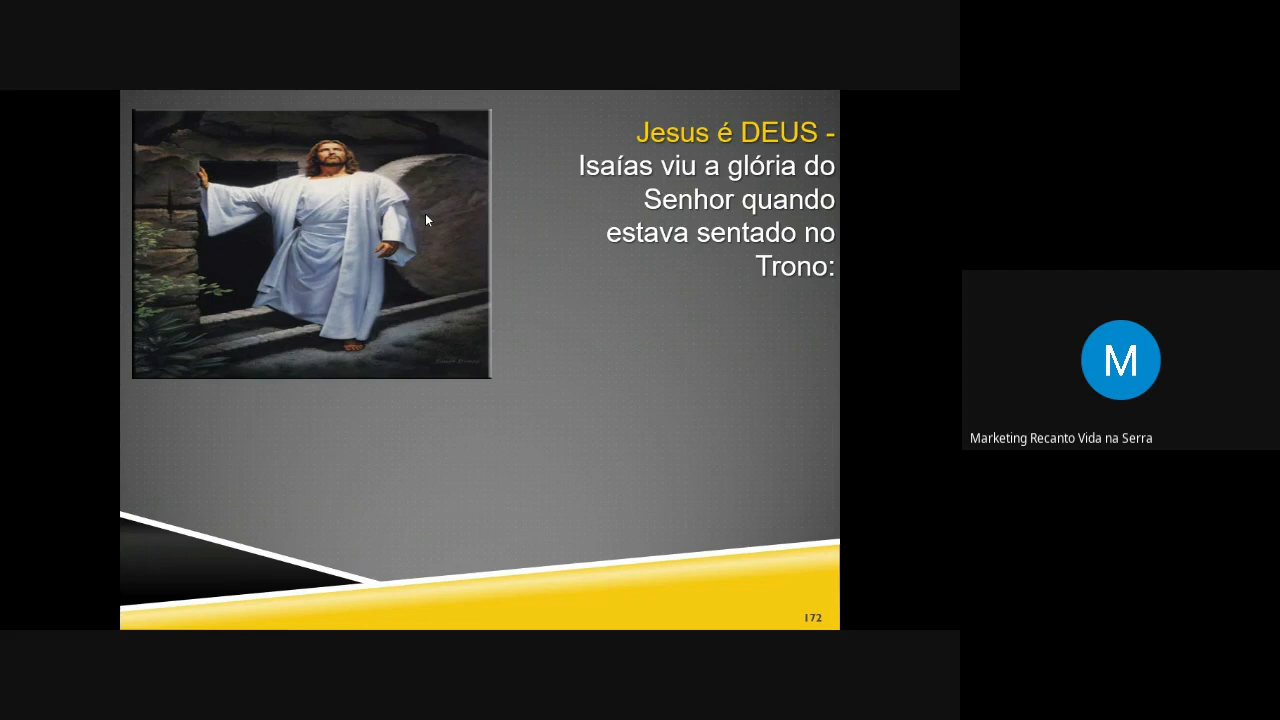 Jesus é DEUS -
Isaías viu a glória do
Senhor quando
estava sentado no
Trono:
172
M
Marketing Recanto Vida na Serra